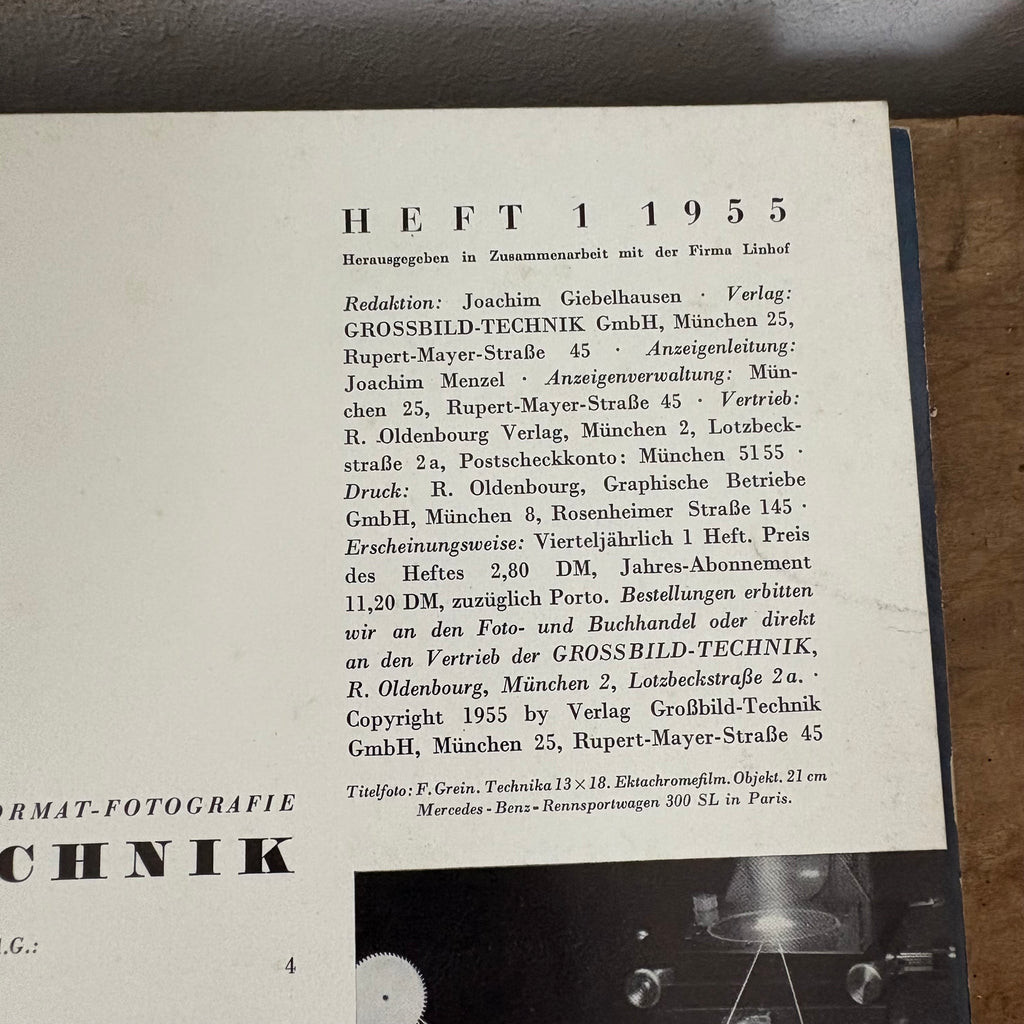 HEFT 1 1955
Herausgegeben in Zusammenarbeit mit der Firma Linhof
Redaktion: Joachim Giebelhausen · Verlag:
GROSSBILD-TECHNIK GmbH, München 25,
Rupert-Mayer-Straße 45 · Anzeigenleitung:
Joachim Menzel · Anzeigenverwaltung: Mün-
chen 25, Rupert-Mayer-Straße 45 · Vertrieb:
R. Oldenbourg Verlag, München 2, Lotzbeck-
straße 2a, Postscheckkonto: München 5155 ·
Druck: R. Oldenbourg, Graphische Betriebe
GmbH, München 8, Rosenheimer Straße 145 ·
Erscheinungsweise: Vierteljährlich 1 Heft. Preis
des Heftes 2,80 DM, Jahres-Abonnement
11,20 DM, zuzüglich Porto. Bestellungen erbitten
wir an den Foto- und Buchhandel oder direkt
an den Vertrieb der GROSSBILD-TECHNIK,
R. Oldenbourg, München 2, Lotzbeckstraße 2a. ·
Copyright 1955 by Verlag Großbild-Technik
GmbH, München 25, Rupert-Mayer-Straße 45
Titelfoto: F. Grein. Technika 13×18. Ektachromefilm. Objekt. 21 cm
Mercedes-Benz-Rennsportwagen 300 SL in Paris.
ORMAT-FOTOGRAFIE
CHNIK
.G.:
4